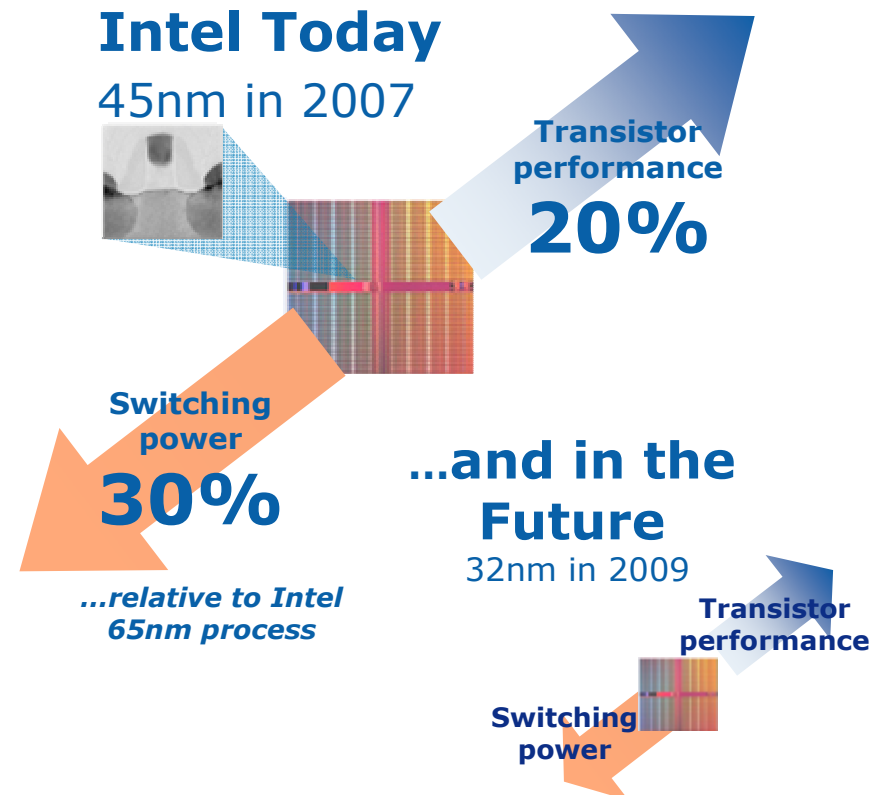 Intel Today
45nm in 2007
Transistor
performance
20%
Switching
power
30%
...relative to Intel
65nm process
...and in the
Future
32nm in 2009
Transistor
performance
Switching
power